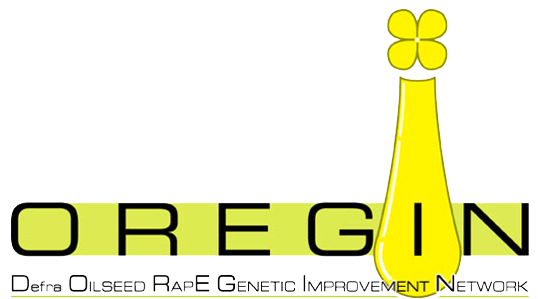 OREGIN
Defra OILSEED RAPE GENETIC IMPROVEMENT NETWORK